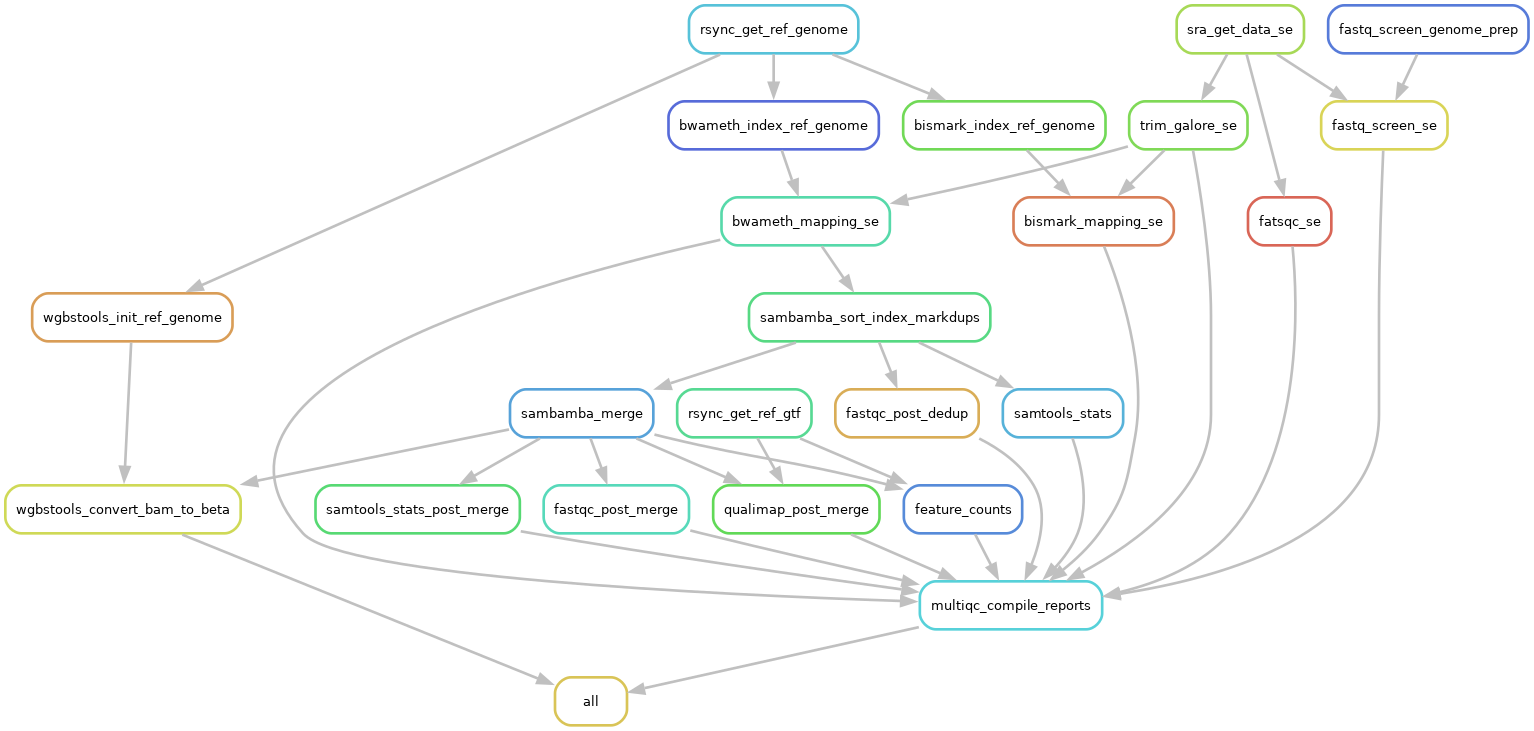 rsync_get_ref_genome
sra_get_data_se
fastq_screen_genome_prep
bwameth_index_ref_genome
bismark_index_ref_genome
trim_galore_se
fastq_screen_se
bwameth_mapping_se
bismark_mapping_se
fatsqc_se
wgbstools_init_ref_genome
sambamba_sort_index_markdups
sambamba_merge
rsync_get_ref_gtf
fastqc_post_dedup
samtools_stats
wgbstools_convert_bam_to_beta
samtools_stats_post_merge
fastqc_post_merge
qualimap_post_merge
feature_counts
multiqc_compile_reports
all